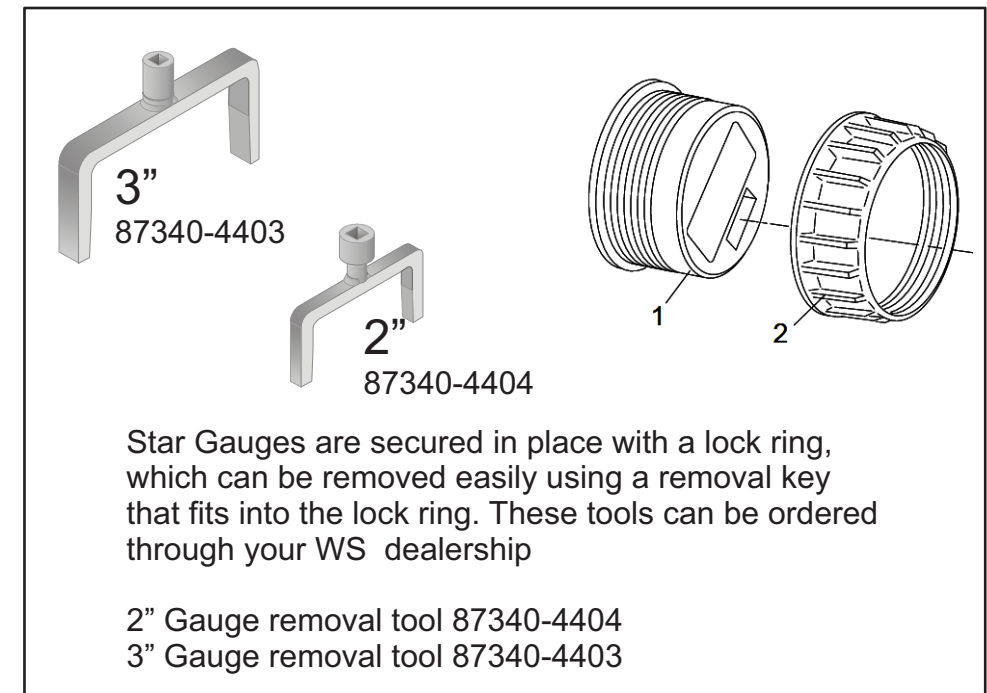 3”
87340-4403
2”
87340-4404
1
2
Star Gauges are secured in place with a lock ring,
which can be removed easily using a removal key
that fits into the lock ring. These tools can be ordered
through your WS  dealership
2” Gauge removal tool 87340-4404
3” Gauge removal tool 87340-4403